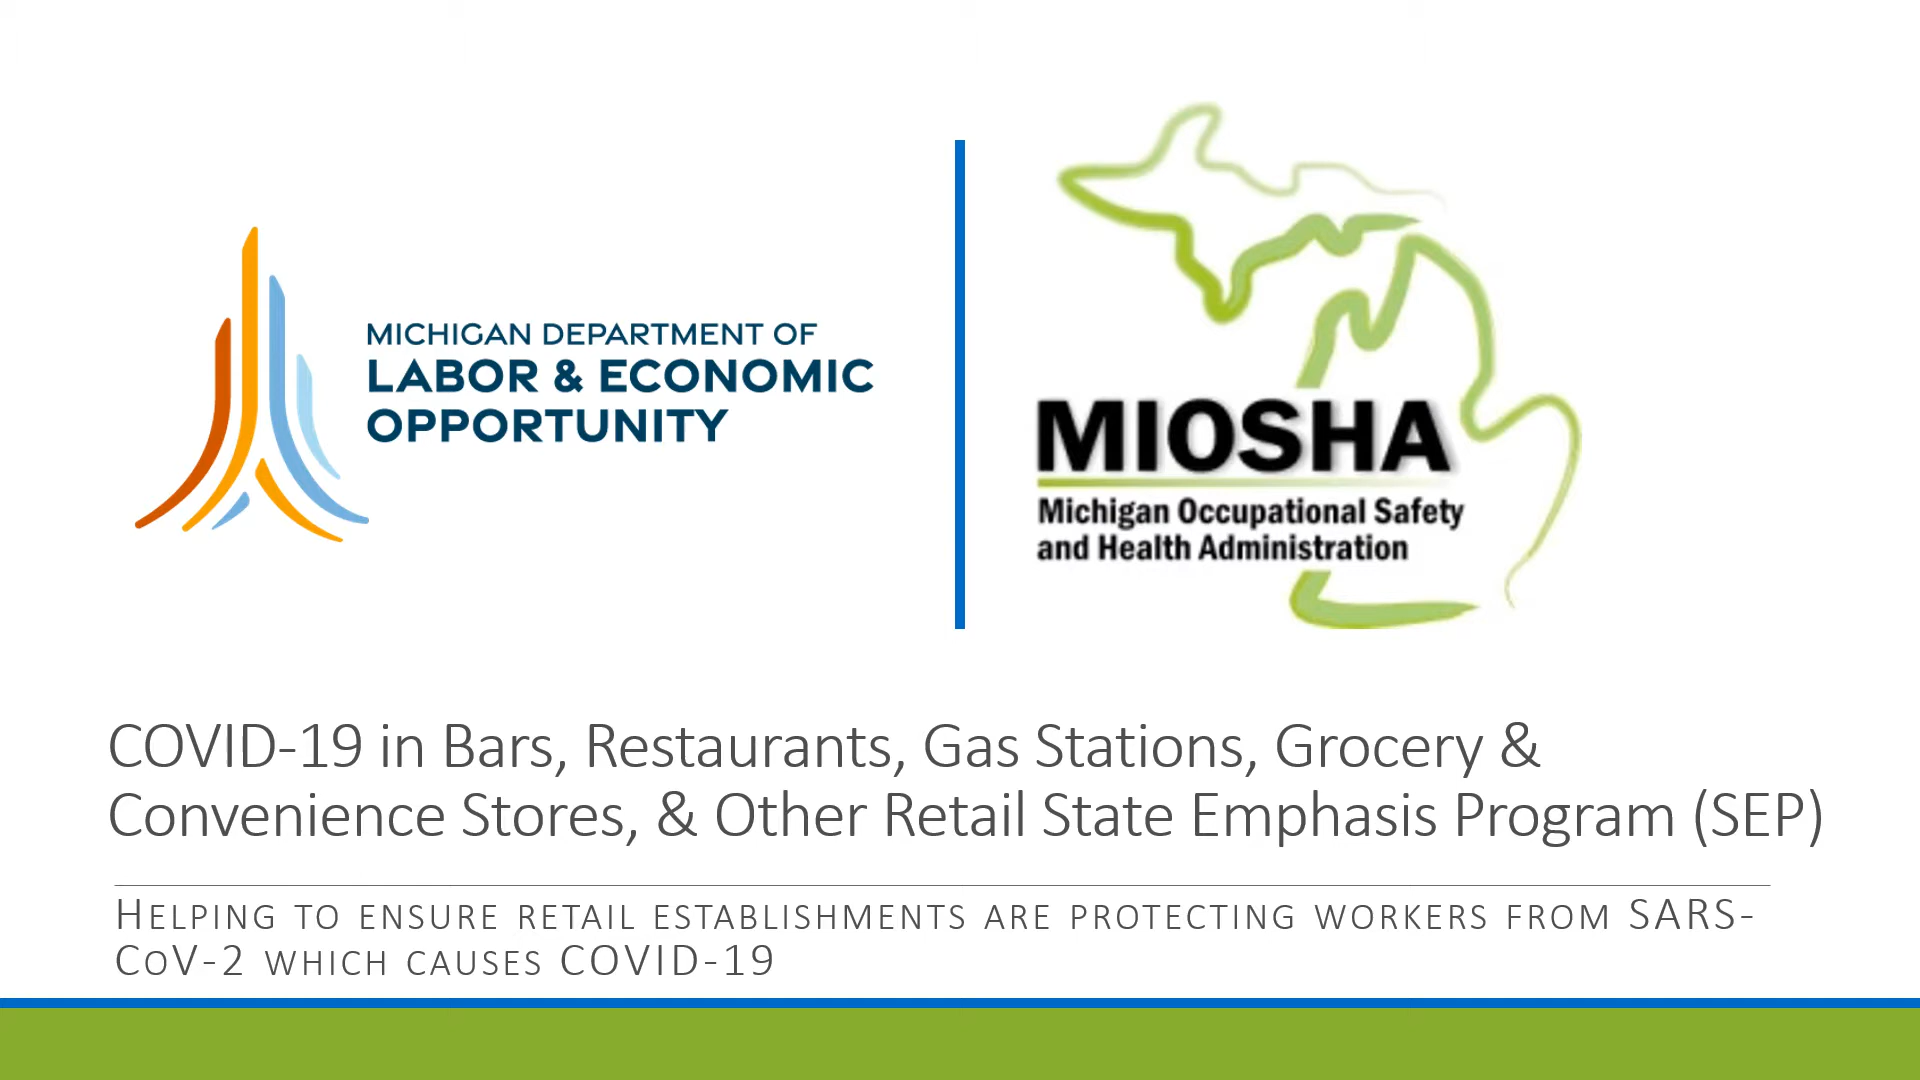 MICHIGAN DEPARTMENT OF
LABOR & ECONOMIC
OPPORTUNITY
MIOSHA
Michigan Occupational Safety
and Health Administration
COVID-19 in Bars, Restaurants, Gas Stations, Grocery &
Convenience Stores, & Other Retail State Emphasis Program (SEP)
HELPING TO ENSURE RETAIL ESTABLISHMENTS ARE PROTECTING WORKERS FROM SARS-
COV-2 WHICH CAUSES COVID-19